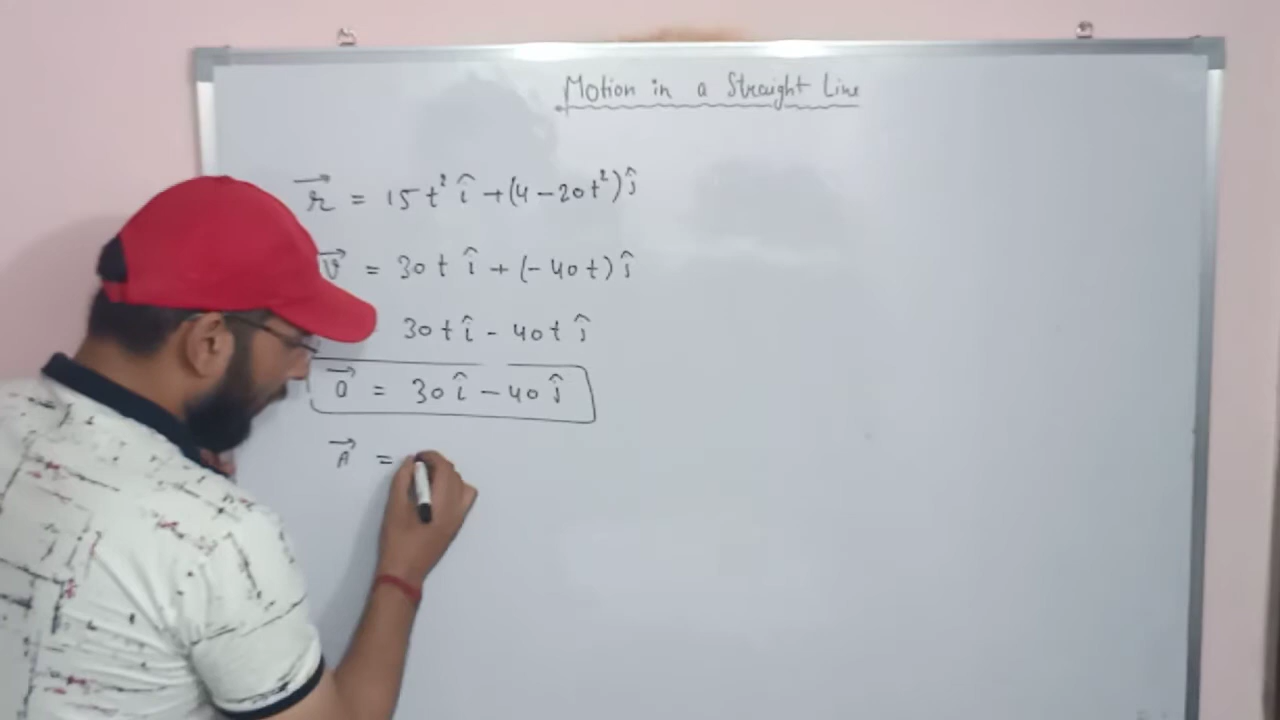 Motion in a Straight Line
r⃗ = 15t² î + (4 - 20t²) ĵ
v⃗ = 30t î + (-40t) ĵ
30t î - 40t ĵ
a⃗ = 30 î - 40 ĵ
A⃗ =